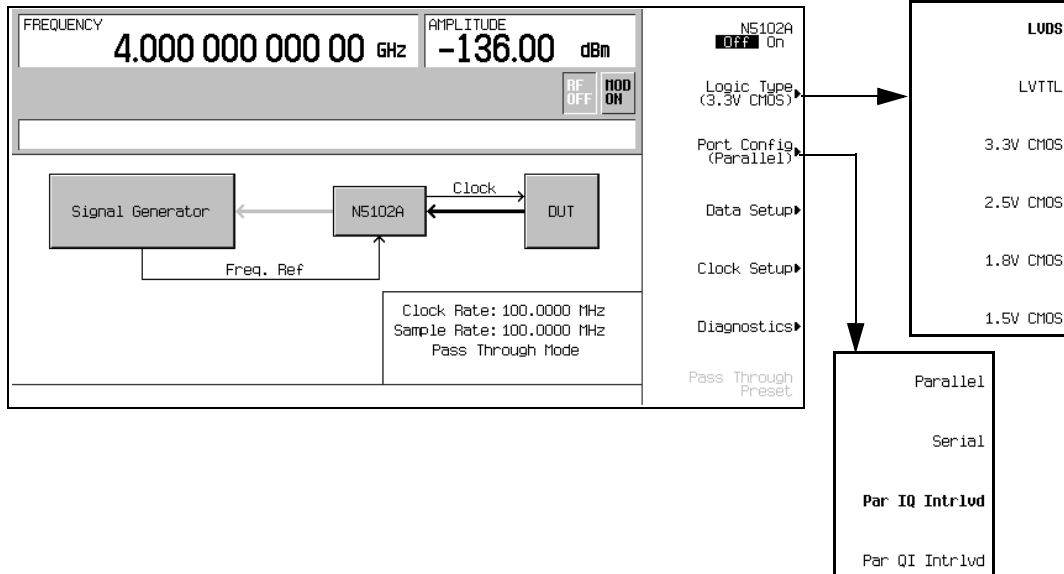 FREQUENCY
4.000 000 000 00 GHz
AMPLITUDE
-136.00 dBm
RF OFF
MOD ON
Signal Generator
N5102A
Clock
DUT
Freq. Ref
Clock Rate: 100.0000 MHz
Sample Rate: 100.0000 MHz
Pass Through Mode
N5102A
Off On
Logic Type
(3.3V CMOS)
Port Config
(Parallel)
Data Setup
Clock Setup
Diagnostics
Pass Through
Preset
LVDS
LVTTL
3.3V CMOS
2.5V CMOS
1.8V CMOS
1.5V CMOS
Parallel
Serial
Par IQ Intrlvd
Par QI Intrlvd